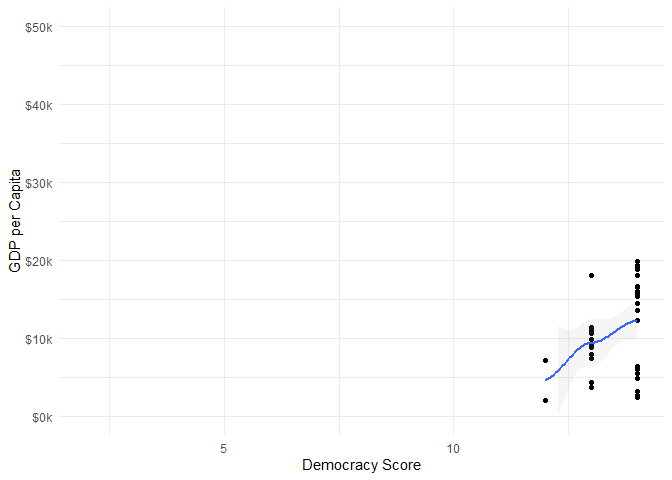 $50k
$40k
$30k
$20k
$10k
$0k
GDP per Capita
5
10
Democracy Score